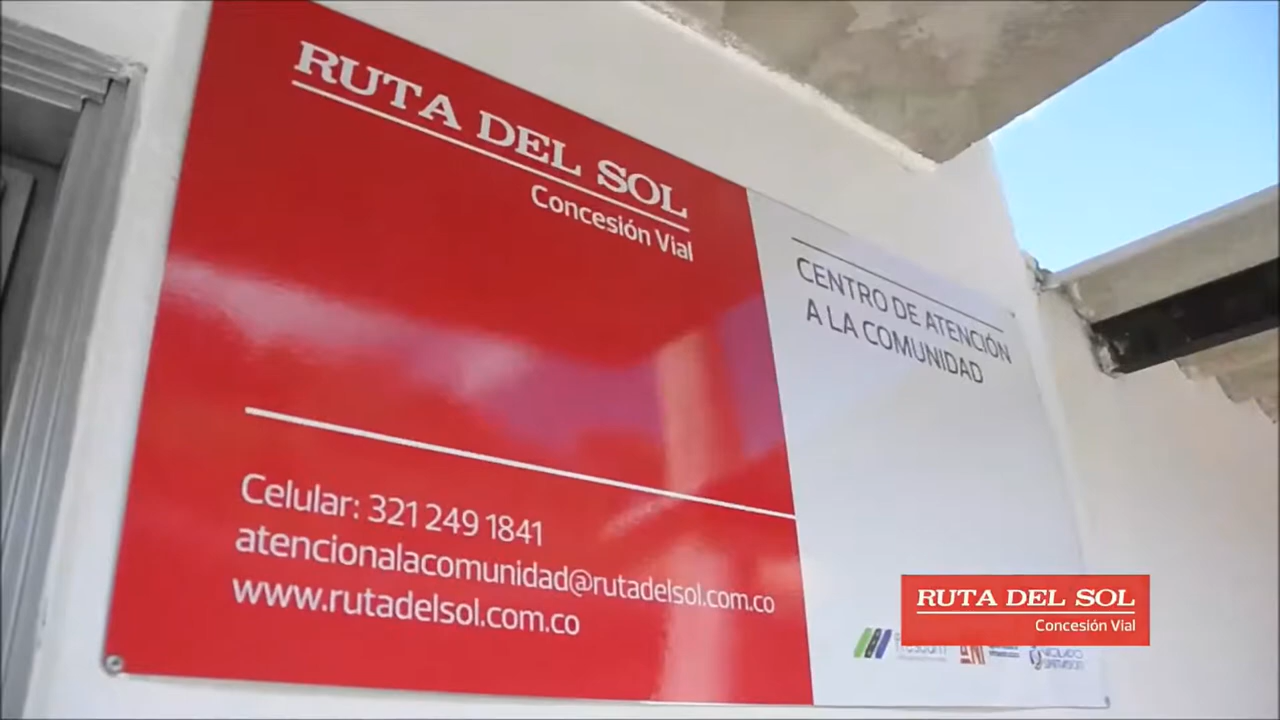 RUTA DEL SOL
Concesión Vial
CENTRO DE ATENCIÓN
A LA COMUNIDAD
Celular: 321 249 1841
atencionalacomunidad@rutadelsol.com.co
www.rutadelsol.com.co
RUTA DEL SOL
Concesión Vial